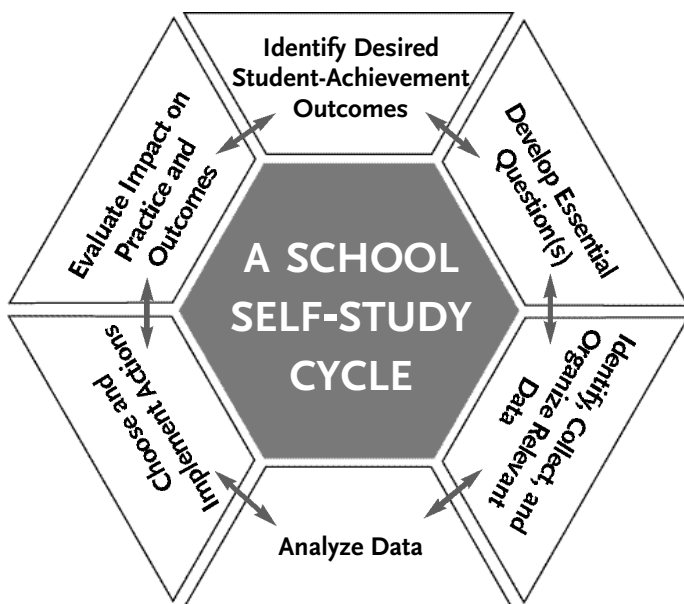 Identify Desired
Student-Achievement
Outcomes
Develop Essential
Question(s)
Identify, Collect, and
Organize Relevant
Data
Analyze Data
Choose and
Implement Actions
Evaluate Impact on
Practice and
Outcomes
A SCHOOL
SELF-STUDY
CYCLE